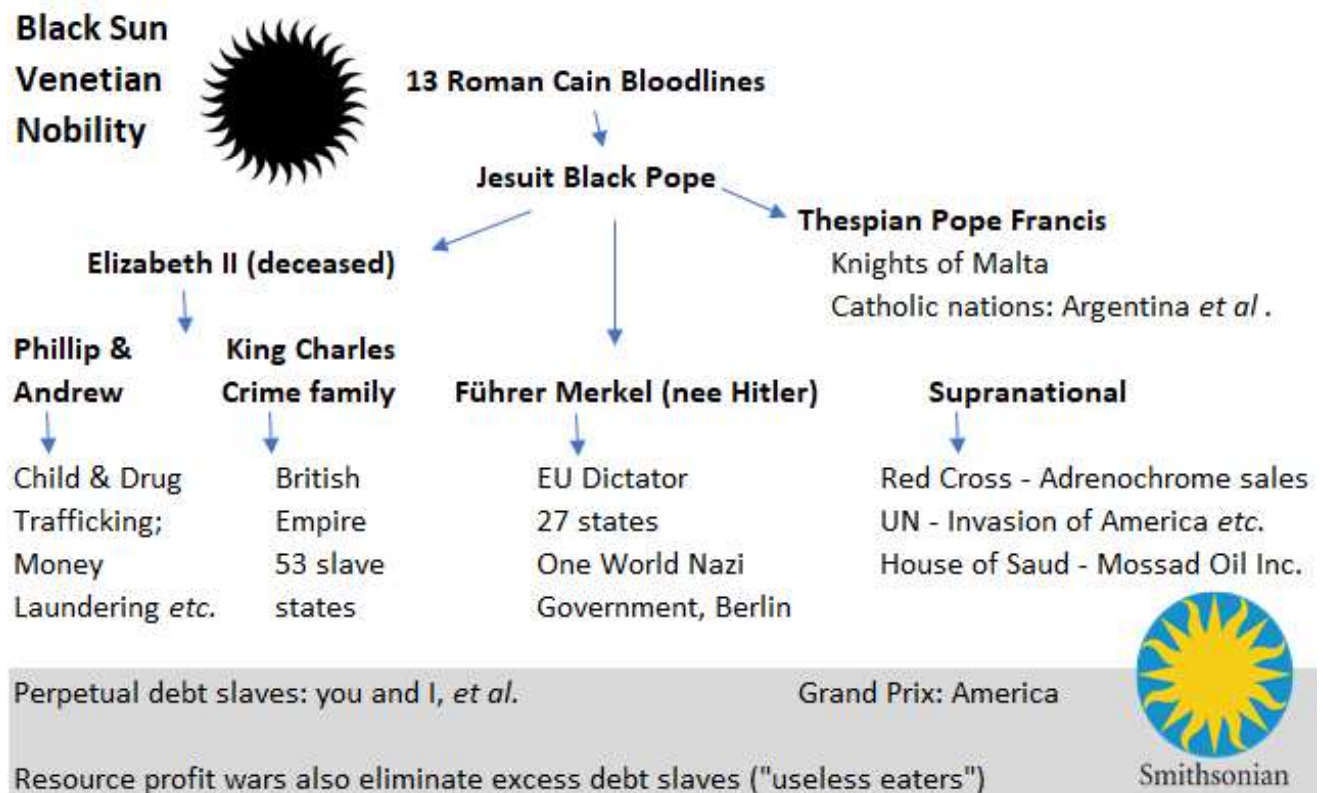 Black Sun
Venetian
Nobility
13 Roman Cain Bloodlines
Jesuit Black Pope
Thespian Pope Francis
Knights of Malta
Catholic nations: Argentina et al .
Elizabeth II (deceased)
Phillip &
Andrew
King Charles
Crime family
Führer Merkel (nee Hitler)
Supranational
Child & Drug
Trafficking;
Money
Laundering etc.
British
Empire
53 slave
states
EU Dictator
27 states
One World Nazi
Government, Berlin
Red Cross - Adrenochrome sales
UN - Invasion of America etc.
House of Saud - Mossad Oil Inc.
Perpetual debt slaves: you and I, et al.
Grand Prix: America
Resource profit wars also eliminate excess debt slaves ("useless eaters")
Smithsonian